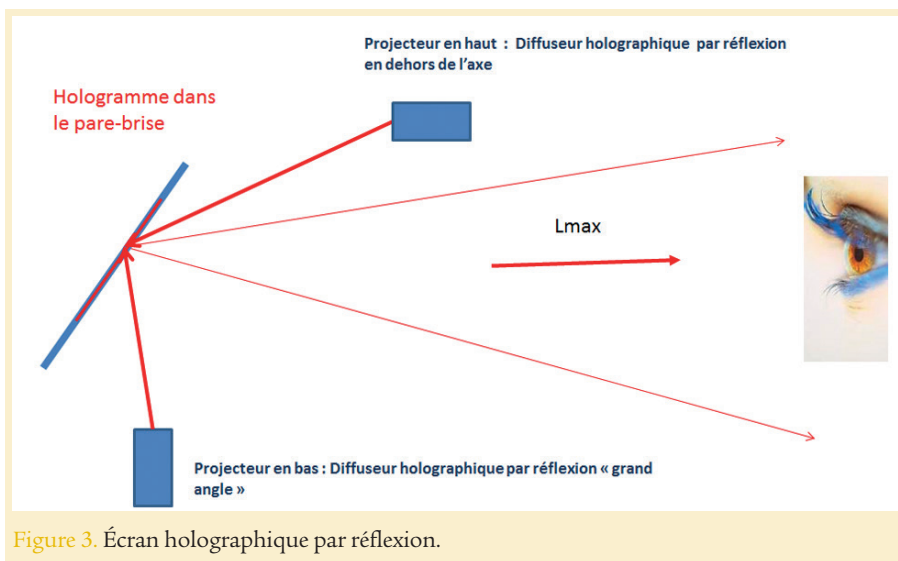 Projecteur en haut : Diffuseur holographique par réflexion
en dehors de l'axe
Hologramme dans
le pare-brise
Lmax
Projecteur en bas : Diffuseur holographique par réflexion « grand
angle »
Figure 3. Écran holographique par réflexion.